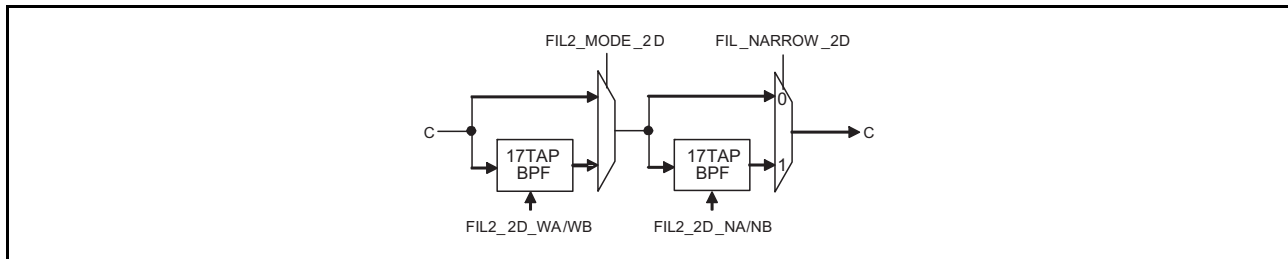 FIL2_MODE_2D FIL_NARROW_2D
0
C 17TAP BPF 17TAP BPF 1 C
FIL2_2D_WA/WB FIL2_2D_NA/NB